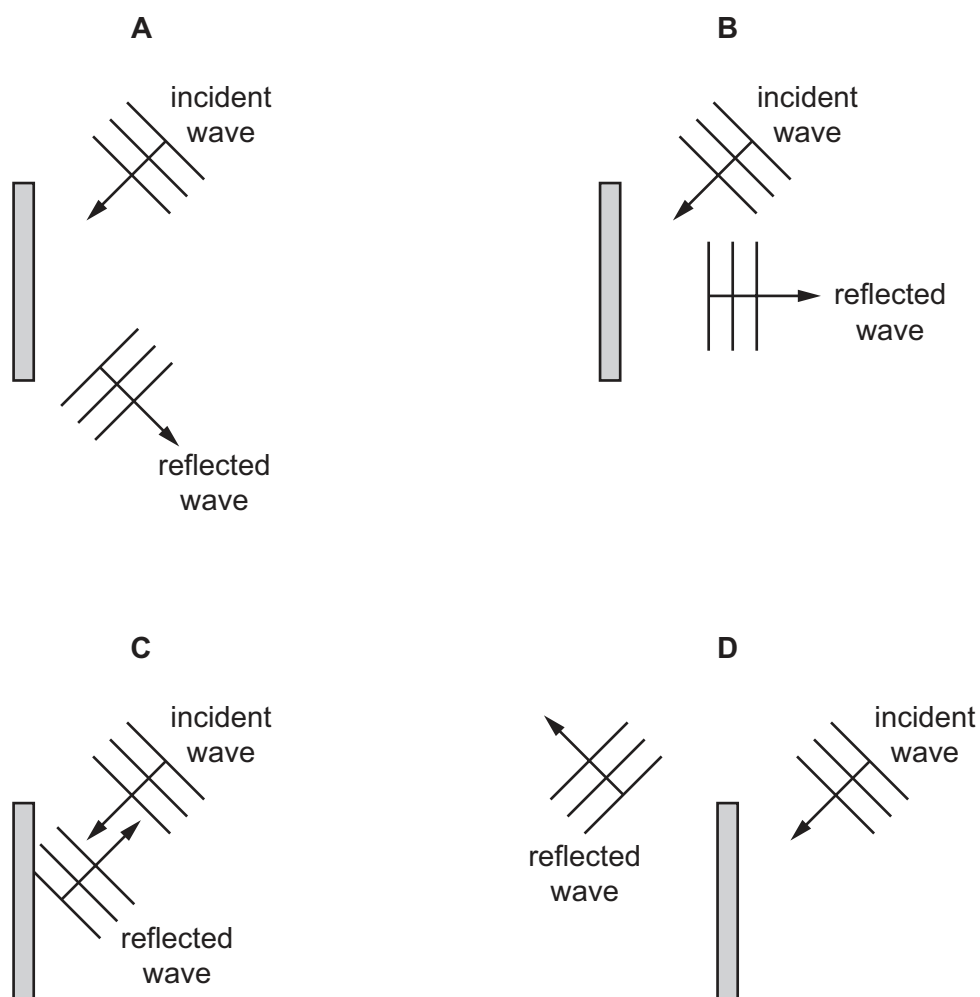 A
incident
wave
reflected
wave
B
incident
wave
reflected
wave
C
incident
wave
reflected
wave
D
incident
wave
reflected
wave